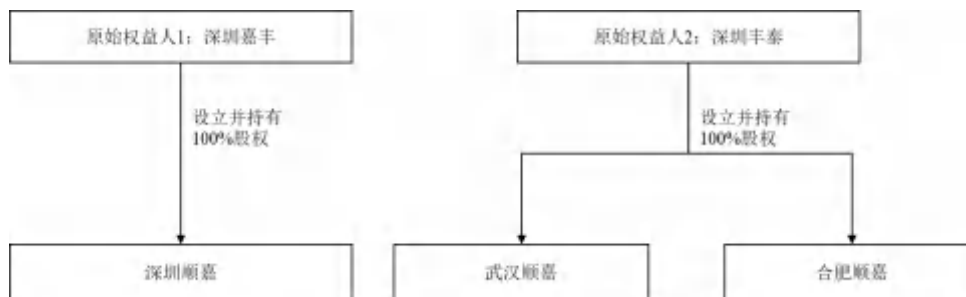 原始权益人1：深圳嘉丰
原始权益人2：深圳丰泰
设立并持有
100%股权
设立并持有
100%股权
深圳顺嘉
武汉顺嘉
合肥顺嘉